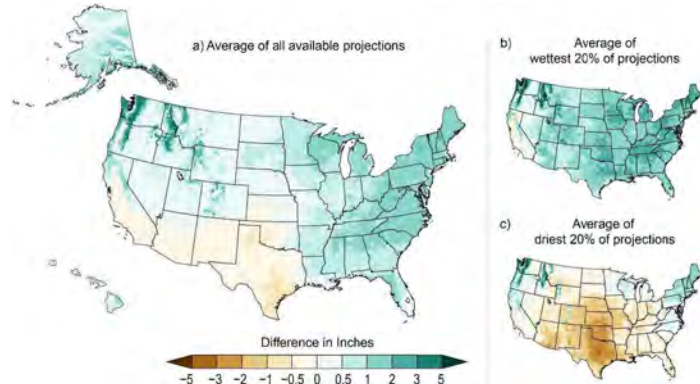 a) Average of all available projections
b)
Average of
wettest 20% of projections
c)
Average of
driest 20% of projections
Difference in Inches
−5 −3 −2 −1 −0.5 0 0.5 1 2 3 5